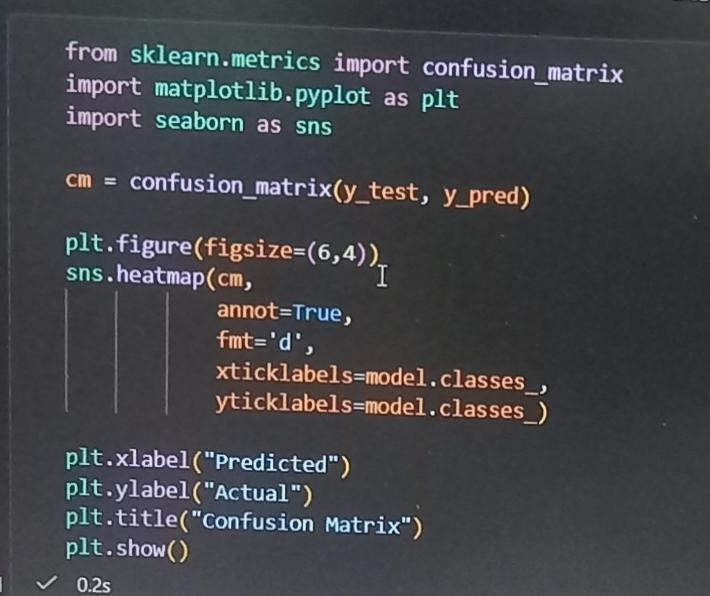 from sklearn.metrics import confusion_matrix
import matplotlib.pyplot as plt
import seaborn as sns
cm = confusion_matrix(y_test, y_pred)
plt.figure(figsize=(6,4))
sns.heatmap(cm,
annot=True,
fmt='d',
xticklabels=model.classes_,
yticklabels=model.classes_)
plt.xlabel("Predicted")
plt.ylabel("Actual")
plt.title("Confusion Matrix")
plt.show()
0.2s